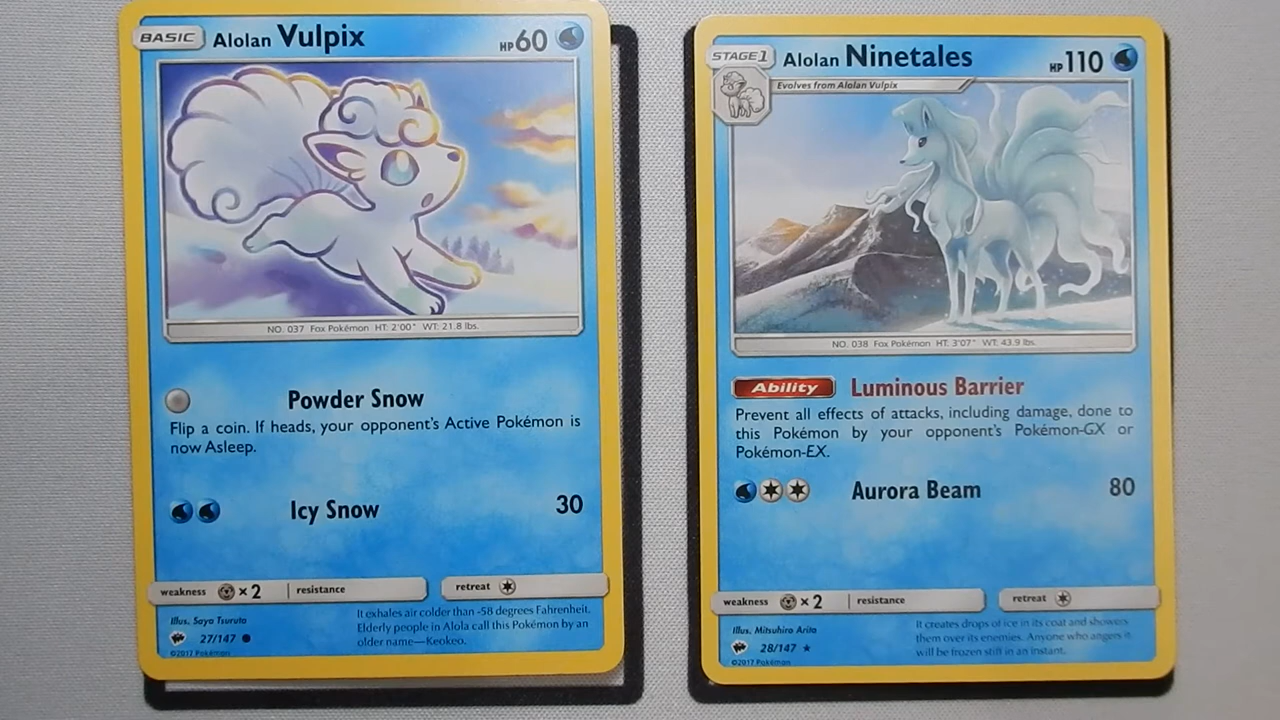 BASIC Alolan Vulpix HP 60
NO. 037 Fox Pokémon HT: 2'00" WT: 21.8 lbs.
Powder Snow
Flip a coin. If heads, your opponent's Active Pokémon is
now Asleep.
Icy Snow 30
weakness ×2 resistance retreat
Illus. Saya Tsuruta
27/147
©2017 Pokémon
It exhales air colder than -58 degrees Fahrenheit.
Elderly people in Alola call this Pokémon by an
older name—Keokeo.
STAGE1 Alolan Ninetales HP 110
Evolves from Alolan Vulpix
NO. 038 Fox Pokémon HT: 3'07" WT: 43.9 lbs.
Ability Luminous Barrier
Prevent all effects of attacks, including damage, done to
this Pokémon by your opponent's Pokémon-GX or
Pokémon-EX.
Aurora Beam 80
weakness ×2 resistance retreat
Illus. Mitsuhiro Arita
28/147
©2017 Pokémon
It creates drops of ice in its coat and showers
them over its enemies. Anyone who angers it
will be frozen stiff in an instant.